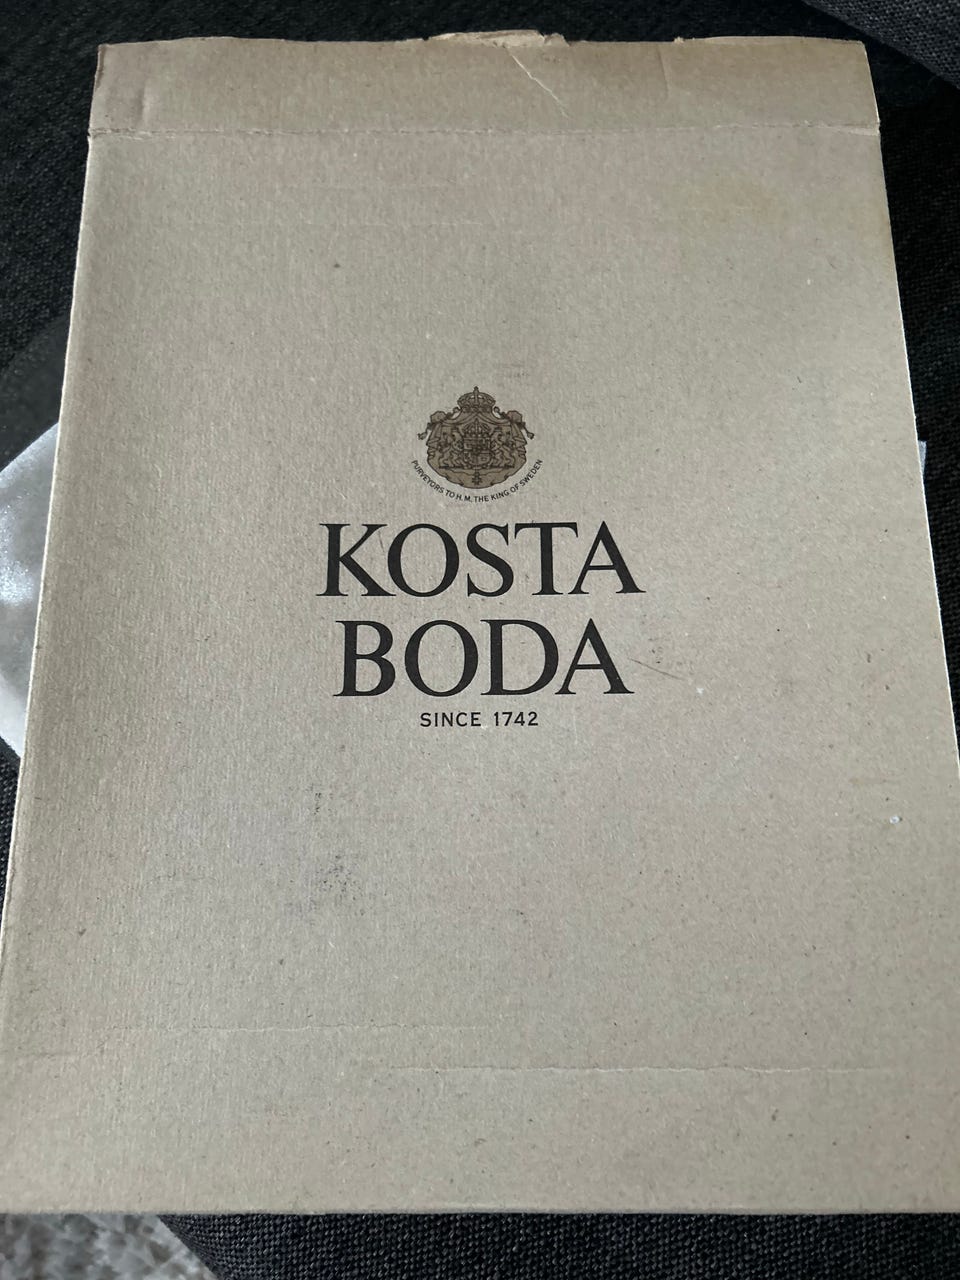 PURVEYORS TO H.M. THE KING OF SWEDEN
KOSTA
BODA
SINCE 1742